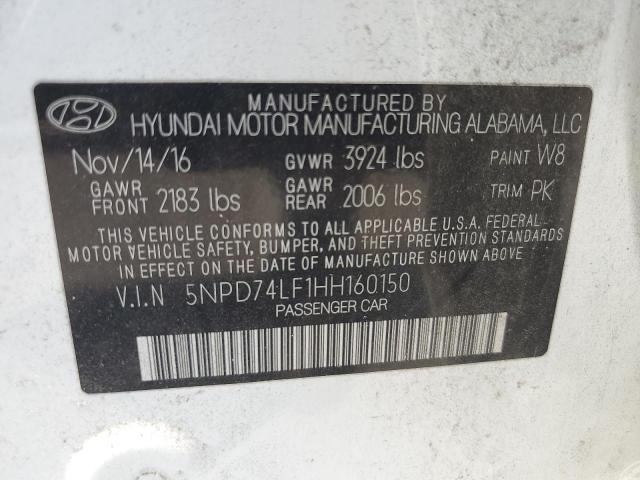 MANUFACTURED BY
HYUNDAI MOTOR MANUFACTURING ALABAMA, LLC
Nov/14/16 GVWR 3924 lbs PAINT W8
GAWR FRONT 2183 lbs GAWR REAR 2006 lbs TRIM PK
THIS VEHICLE CONFORMS TO ALL APPLICABLE U.S.A. FEDERAL
MOTOR VEHICLE SAFETY, BUMPER, AND THEFT PREVENTION STANDARDS
IN EFFECT ON THE DATE OF MANUFACTURE SHOWN ABOVE.
V.I.N 5NPD74LF1HH160150
PASSENGER CAR